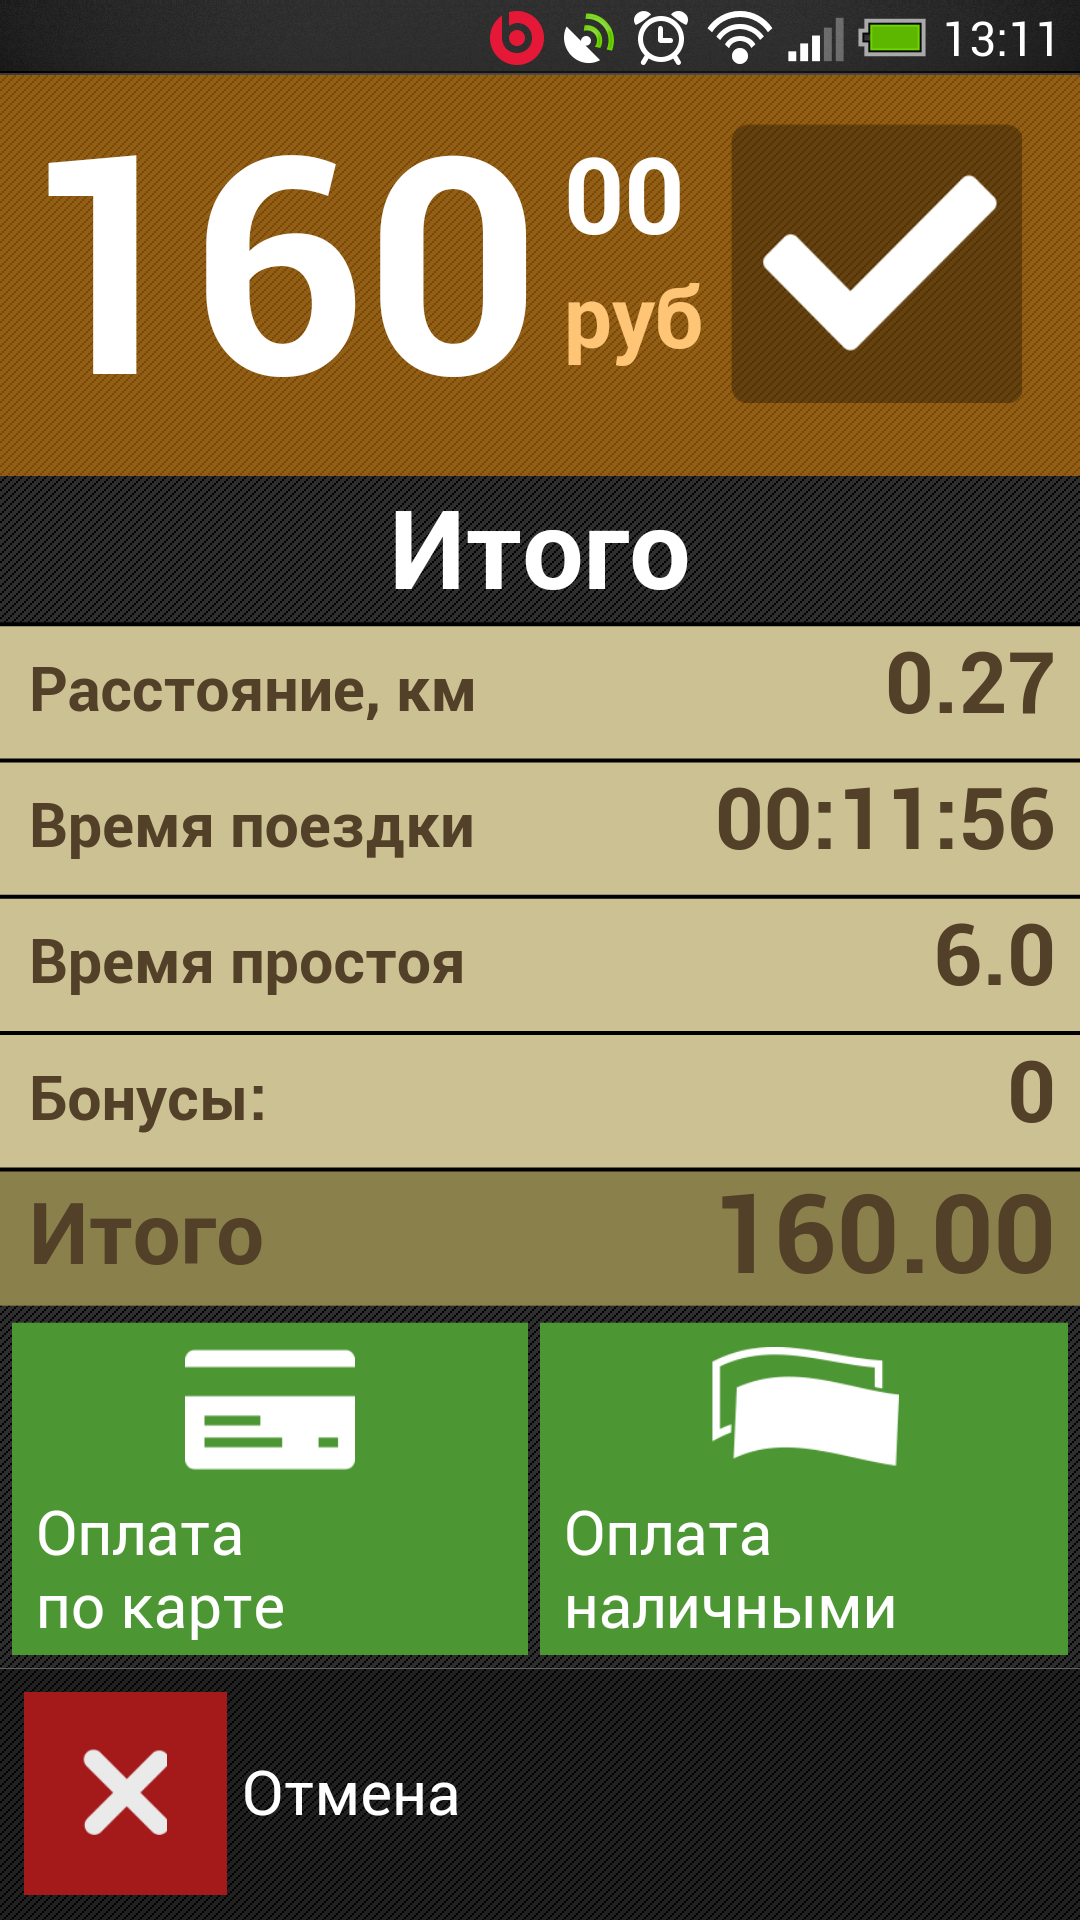 13:11
160 00
руб
Итого
Расстояние, км 0.27
Время поездки 00:11:56
Время простоя 6.0
Бонусы: 0
Итого 160.00
Оплата
по карте
Оплата
наличными
Отмена